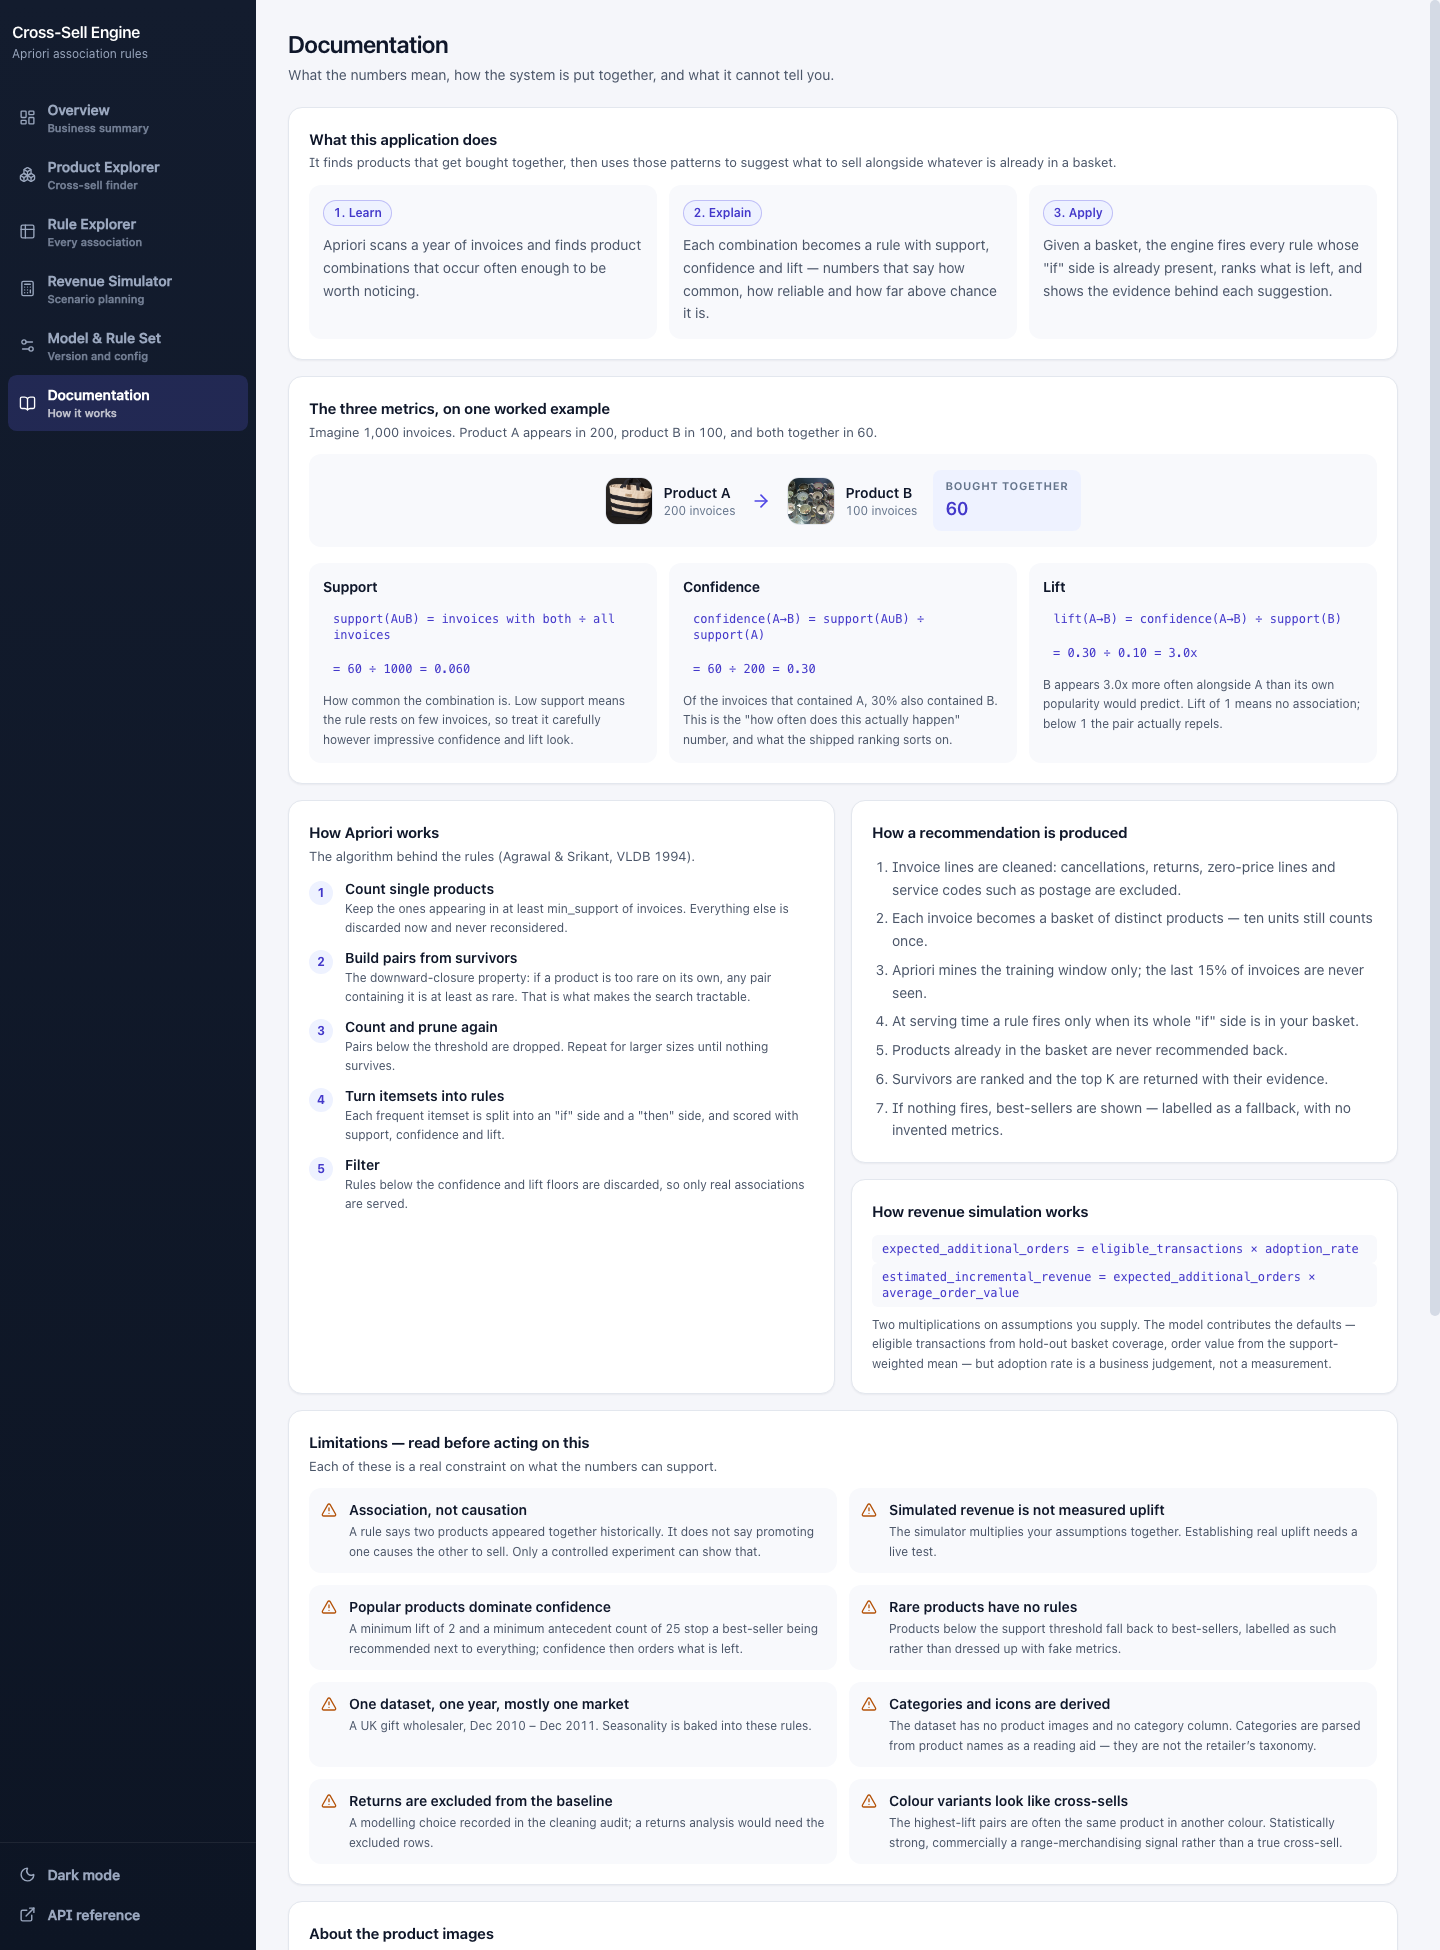 Cross-Sell Engine
Apriori association rules
Overview
Business summary
Product Explorer
Cross-sell finder
Rule Explorer
Every association
Revenue Simulator
Scenario planning
Model & Rule Set
Version and config
Documentation
How it works
Dark mode
API reference
Documentation
What the numbers mean, how the system is put together, and what it cannot tell you.
What this application does
It finds products that get bought together, then uses those patterns to suggest what to sell alongside whatever is already in a basket.
1. Learn
Apriori scans a year of invoices and finds product
combinations that occur often enough to be
worth noticing.
2. Explain
Each combination becomes a rule with support,
confidence and lift — numbers that say how
common, how reliable and how far above chance
it is.
3. Apply
Given a basket, the engine fires every rule whose
"if" side is already present, ranks what is left, and
shows the evidence behind each suggestion.
The three metrics, on one worked example
Imagine 1,000 invoices. Product A appears in 200, product B in 100, and both together in 60.
Product A
200 invoices
Product B
100 invoices
BOUGHT TOGETHER
60
Support
support(A∪B) = invoices with both ÷ all
invoices
= 60 ÷ 1000 = 0.060
How common the combination is. Low support means
the rule rests on few invoices, so treat it carefully
however impressive confidence and lift look.
Confidence
confidence(A→B) = support(A∪B) ÷
support(A)
= 60 ÷ 200 = 0.30
Of the invoices that contained A, 30% also contained B.
This is the "how often does this actually happen"
number, and what the shipped ranking sorts on.
Lift
lift(A→B) = confidence(A→B) ÷ support(B)
= 0.30 ÷ 0.10 = 3.0x
B appears 3.0x more often alongside A than its own
popularity would predict. Lift of 1 means no association;
below 1 the pair actually repels.
How Apriori works
The algorithm behind the rules (Agrawal & Srikant, VLDB 1994).
1
Count single products
Keep the ones appearing in at least min_support of invoices. Everything else is
discarded now and never reconsidered.
2
Build pairs from survivors
The downward-closure property: if a product is too rare on its own, any pair
containing it is at least as rare. That is what makes the search tractable.
3
Count and prune again
Pairs below the threshold are dropped. Repeat for larger sizes until nothing
survives.
4
Turn itemsets into rules
Each frequent itemset is split into an "if" side and a "then" side, and scored with
support, confidence and lift.
5
Filter
Rules below the confidence and lift floors are discarded, so only real associations
are served.
How a recommendation is produced
1. Invoice lines are cleaned: cancellations, returns, zero-price lines and
service codes such as postage are excluded.
2. Each invoice becomes a basket of distinct products — ten units still counts
once.
3. Apriori mines the training window only; the last 15% of invoices are never
seen.
4. At serving time a rule fires only when its whole "if" side is in your basket.
5. Products already in the basket are never recommended back.
6. Survivors are ranked and the top K are returned with their evidence.
7. If nothing fires, best-sellers are shown — labelled as a fallback, with no
invented metrics.
How revenue simulation works
expected_additional_orders = eligible_transactions × adoption_rate
estimated_incremental_revenue = expected_additional_orders ×
average_order_value
Two multiplications on assumptions you supply. The model contributes the defaults —
eligible transactions from hold-out basket coverage, order value from the support-
weighted mean — but adoption rate is a business judgement, not a measurement.
Limitations — read before acting on this
Each of these is a real constraint on what the numbers can support.
Association, not causation
A rule says two products appeared together historically. It does not say promoting
one causes the other to sell. Only a controlled experiment can show that.
Simulated revenue is not measured uplift
The simulator multiplies your assumptions together. Establishing real uplift needs a
live test.
Popular products dominate confidence
A minimum lift of 2 and a minimum antecedent count of 25 stop a best-seller being
recommended next to everything; confidence then orders what is left.
Rare products have no rules
Products below the support threshold fall back to best-sellers, labelled as such
rather than dressed up with fake metrics.
One dataset, one year, mostly one market
A UK gift wholesaler, Dec 2010 – Dec 2011. Seasonality is baked into these rules.
Categories and icons are derived
The dataset has no product images and no category column. Categories are parsed
from product names as a reading aid — they are not the retailer's taxonomy.
Returns are excluded from the baseline
A modelling choice recorded in the cleaning audit; a returns analysis would need the
excluded rows.
Colour variants look like cross-sells
The highest-lift pairs are often the same product in another colour. Statistically
strong, commercially a range-merchandising signal rather than a true cross-sell.
About the product images